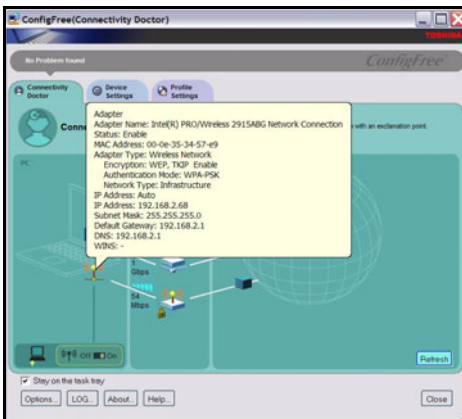 ConfigFree(Connectivity Doctor)
TOSHIBA
No Problem found
ConfigFree
Connectivity Doctor
Device Settings
Profile Settings
Conne
with an exclamation point.
PC
Adapter
Adapter Name: Intel(R) PRO/Wireless 2915ABG Network Connection
Status: Enable
MAC Address: 00-0e-35-34-57-e9
Adapter Type: Wireless Network
Encryption: WEP, TKIP Enable
Authentication Mode: WPA-PSK
Network Type: Infrastructure
IP Address: Auto
IP Address: 192.168.2.68
Subnet Mask: 255.255.255.0
Default Gateway: 192.168.2.1
DNS: 192.168.2.1
WINS: -
1
Gbps
54
Mbps
Off On
Refresh
Stay on the task tray
Options... LOG... About... Help... Close